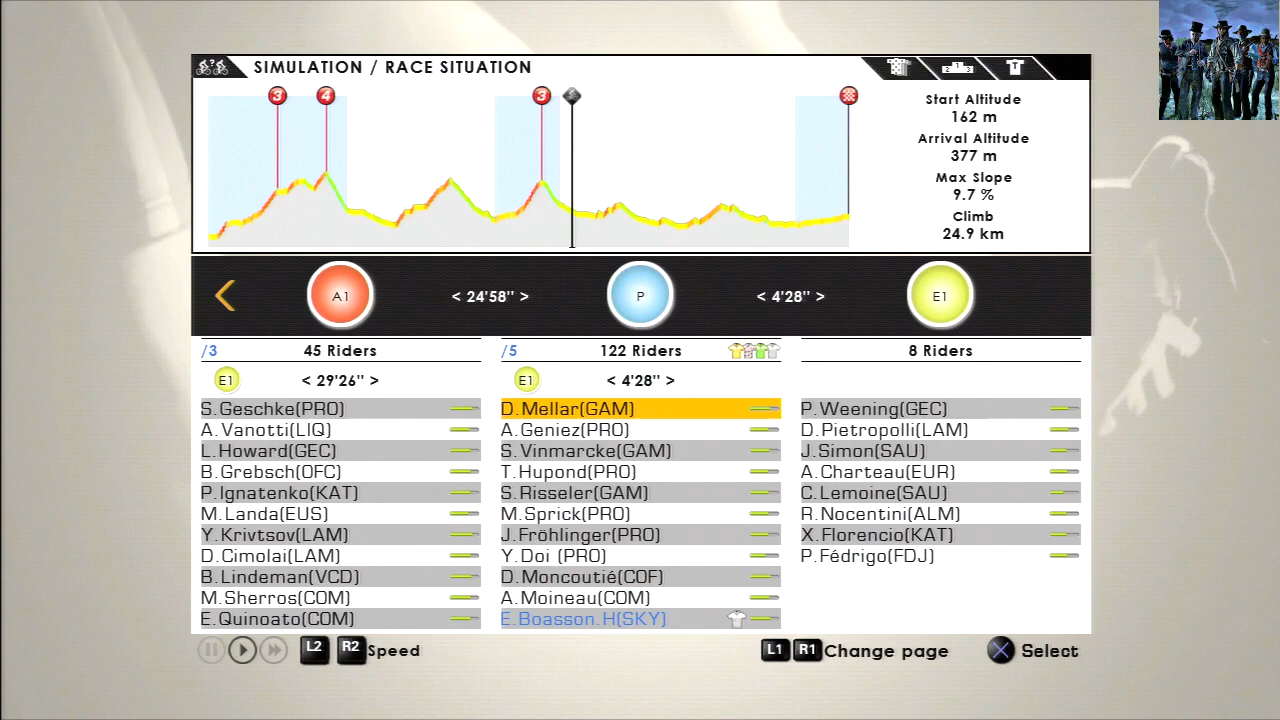 SIMULATION / RACE SITUATION
3
4
3
Start Altitude
162 m
Arrival Altitude
377 m
Max Slope
9.7 %
Climb
24.9 km
A1
< 24'58'' >
P
< 4'28'' >
E1
/3 45 Riders
/5 122 Riders
8 Riders
E1 < 29'26'' >
E1 < 4'28'' >
S.Geschke(PRO)
A.Vanotti(LIQ)
L.Howard(GEC)
B.Grebsch(OFC)
P.Ignatenko(KAT)
M.Landa(EUS)
Y.Krivtsov(LAM)
D.Cimolai(LAM)
B.Lindeman(VCD)
M.Sherros(COM)
E.Quinoato(COM)
D.Mellar(GAM)
A.Geniez(PRO)
S.Vinmarcke(GAM)
T.Hupond(PRO)
S.Risseler(GAM)
M.Sprick(PRO)
J.Fröhlinger(PRO)
Y.Doi (PRO)
D.Moncoutié(COF)
A.Moineau(COM)
E.Boasson.H(SKY)
P.Weening(GEC)
D.Pietropolli(LAM)
J.Simon(SAU)
A.Charteau(EUR)
C.Lemoine(SAU)
R.Nocentini(ALM)
X.Florencio(KAT)
P.Fédrigo(FDJ)
L2 R2 Speed
L1 R1 Change page
Select